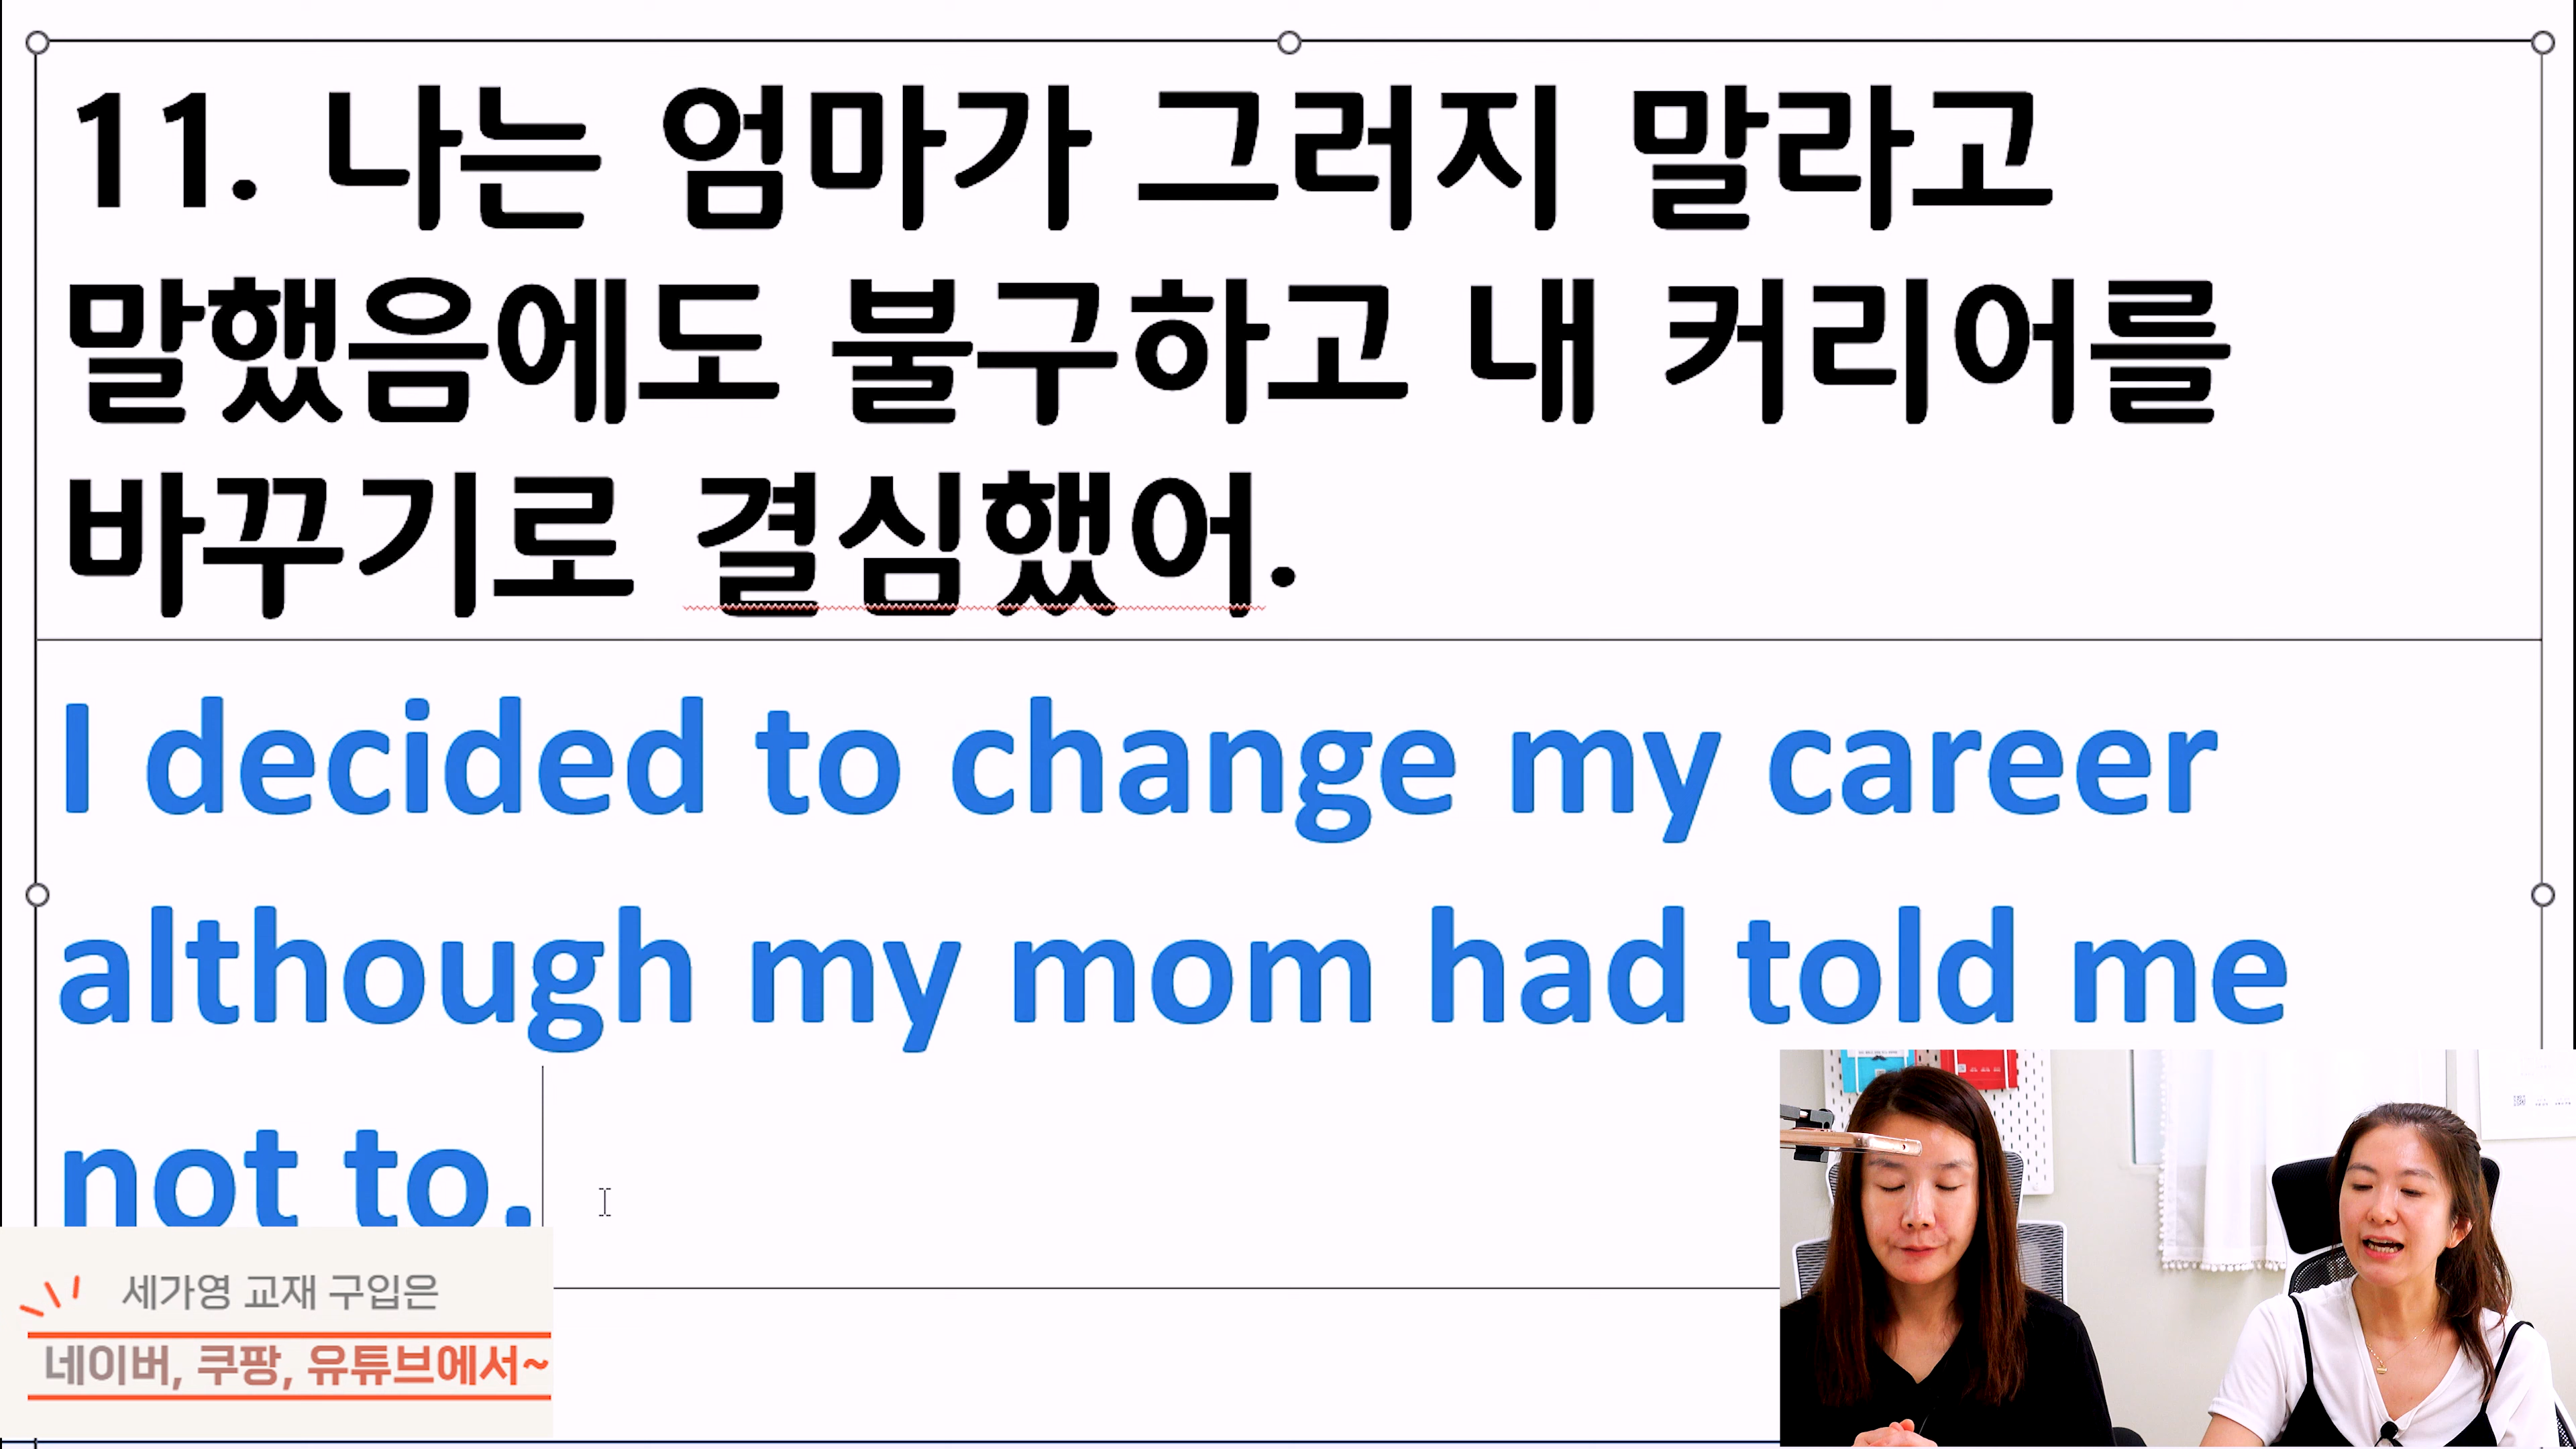 11. 나는 엄마가 그러지 말라고
말했음에도 불구하고 내 커리어를
바꾸기로 결심했어.
I decided to change my career
although my mom had told me
not to.
세가영 교재 구입은
네이버, 쿠팡, 유튜브에서~